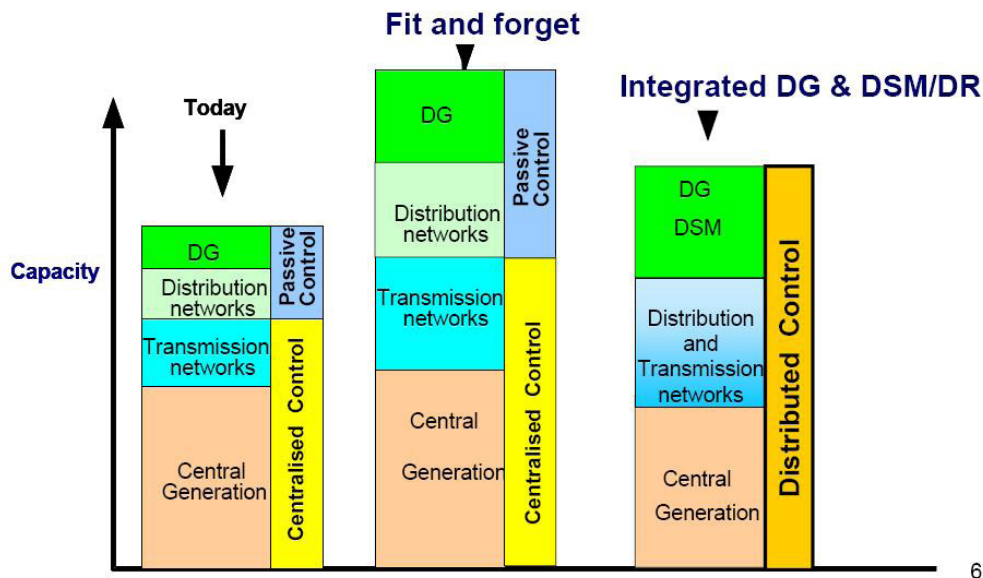 Fit and forget
Integrated DG & DSM/DR
Today
Capacity
DG
Distribution
networks
Transmission
networks
Central
Generation
Passive
Control
Centralised Control
DG
Distribution
networks
Transmission
networks
Central
Generation
Passive
Control
Centralised Control
DG
DSM
Distribution
and
Transmission
networks
Central
Generation
Distributed Control
6